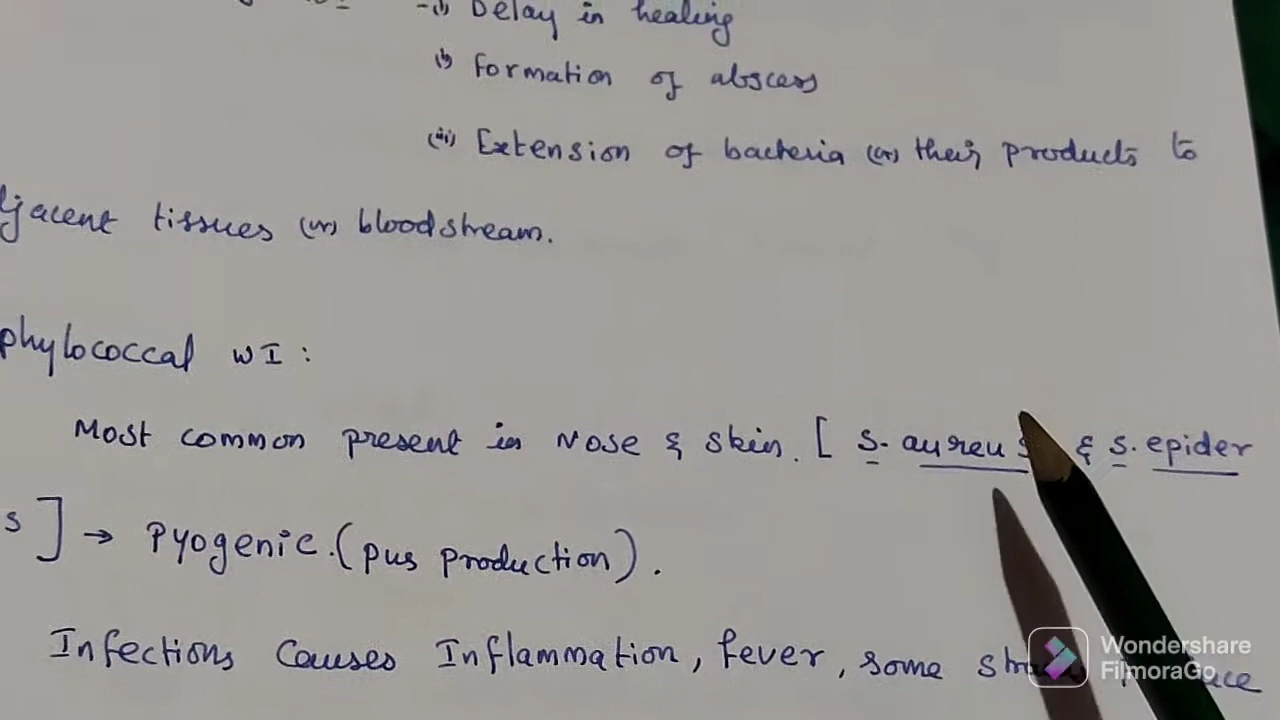 -(i) Delay in healing
(ii) Formation of abscess
(iii) Extension of bacteria (or) their products to
djacent tissues (or) bloodstream.
phylococcal WI:
Most common present in Nose & skin. [ S. aureus & S. epider
s ] → Pyogenic. (pus production).
Infections causes Inflammation, fever, some
Wondershare
FilmoraGo